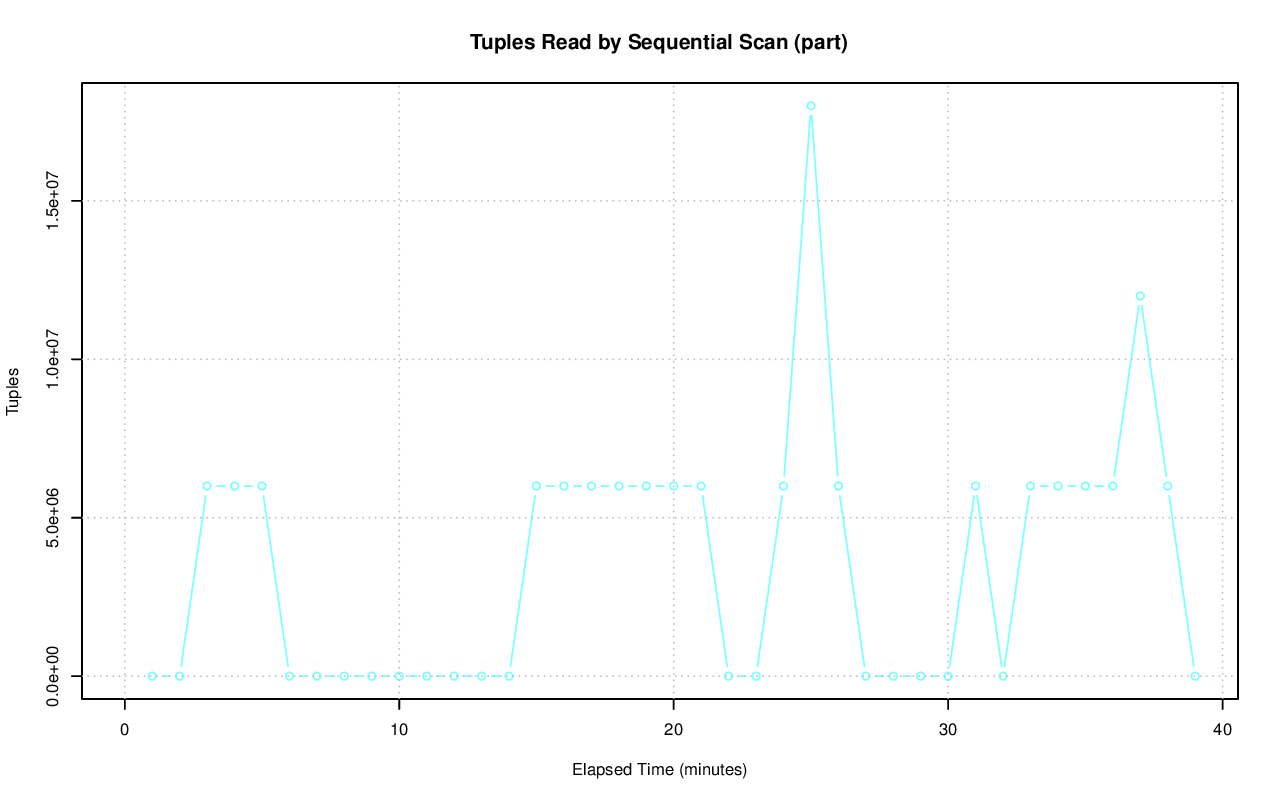 Tuples Read by Sequential Scan (part)
Tuples
1.5e+07
1.0e+07
5.0e+06
0.0e+00
0 10 20 30 40
Elapsed Time (minutes)